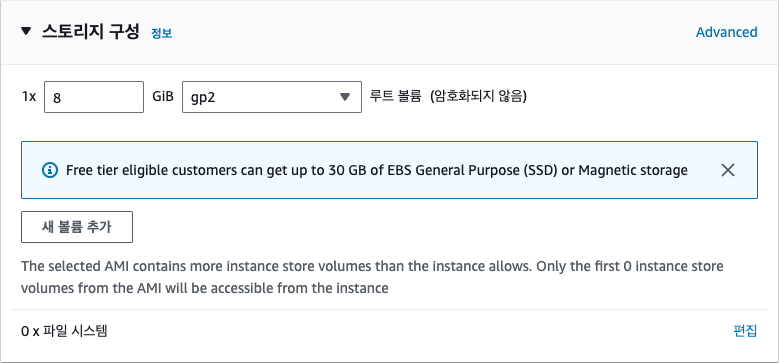 스토리지 구성 정보 Advanced
1x 8 GiB gp2 루트 볼륨 (암호화되지 않음)
Free tier eligible customers can get up to 30 GB of EBS General Purpose (SSD) or Magnetic storage
새 볼륨 추가
The selected AMI contains more instance store volumes than the instance allows. Only the first 0 instance store
volumes from the AMI will be accessible from the instance
0 x 파일 시스템 편집